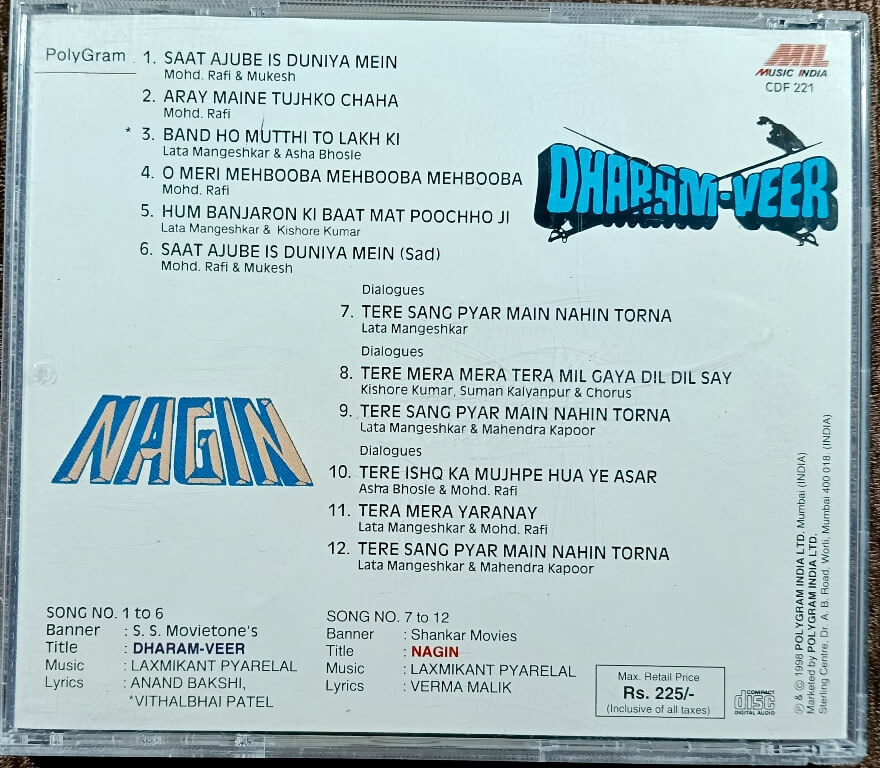 PolyGram
MIL
MUSIC INDIA
CDF 221
1. SAAT AJUBE IS DUNIYA MEIN
Mohd. Rafi & Mukesh
2. ARAY MAINE TUJHKO CHAHA
Mohd. Rafi
* 3. BAND HO MUTTHI TO LAKH KI
Lata Mangeshkar & Asha Bhosle
4. O MERI MEHBOOBA MEHBOOBA MEHBOOBA
Mohd. Rafi
5. HUM BANJARON KI BAAT MAT POOCHHO JI
Lata Mangeshkar & Kishore Kumar
6. SAAT AJUBE IS DUNIYA MEIN (Sad)
Mohd. Rafi & Mukesh
DHARAM-VEER
Dialogues
7. TERE SANG PYAR MAIN NAHIN TORNA
Lata Mangeshkar
Dialogues
8. TERE MERA MERA TERA MIL GAYA DIL DIL SAY
Kishore Kumar, Suman Kalyanpur & Chorus
9. TERE SANG PYAR MAIN NAHIN TORNA
Lata Mangeshkar & Mahendra Kapoor
Dialogues
10. TERE ISHQ KA MUJHPE HUA YE ASAR
Asha Bhosle & Mohd. Rafi
11. TERA MERA YARANAY
Lata Mangeshkar & Mohd. Rafi
12. TERE SANG PYAR MAIN NAHIN TORNA
Lata Mangeshkar & Mahendra Kapoor
NAGIN
SONG NO. 1 to 6
Banner : S. S. Movietone's
Title : DHARAM-VEER
Music : LAXMIKANT PYARELAL
Lyrics : ANAND BAKSHI,
*VITHALBHAI PATEL
SONG NO. 7 to 12
Banner : Shankar Movies
Title : NAGIN
Music : LAXMIKANT PYARELAL
Lyrics : VERMA MALIK
Max. Retail Price
Rs. 225/-
(Inclusive of all taxes)
COMPACT
disc
DIGITAL AUDIO
℗ & © 1998 POLYGRAM INDIA LTD. Mumbai (INDIA)
Marketed by POLYGRAM INDIA LTD.
Sterling Centre, Dr. A. B. Road, Worli, Mumbai 400 018. (INDIA)